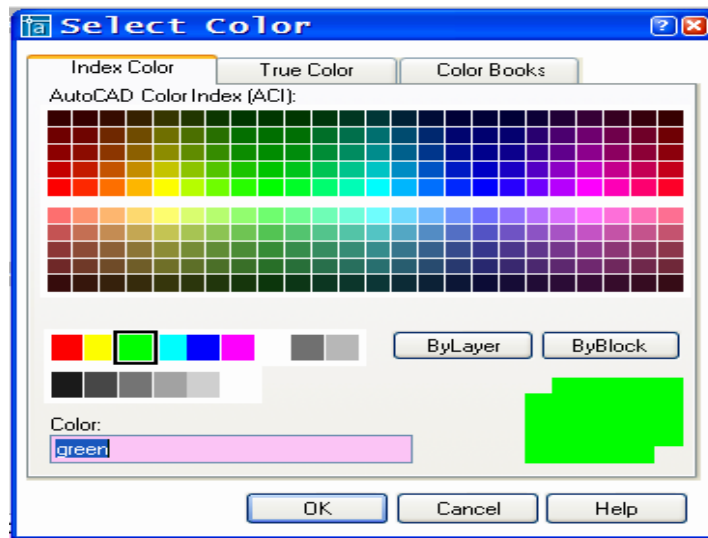 Select Color
Index Color True Color Color Books
AutoCAD Color Index (ACI):
ByLayer ByBlock
Color:
green
OK Cancel Help